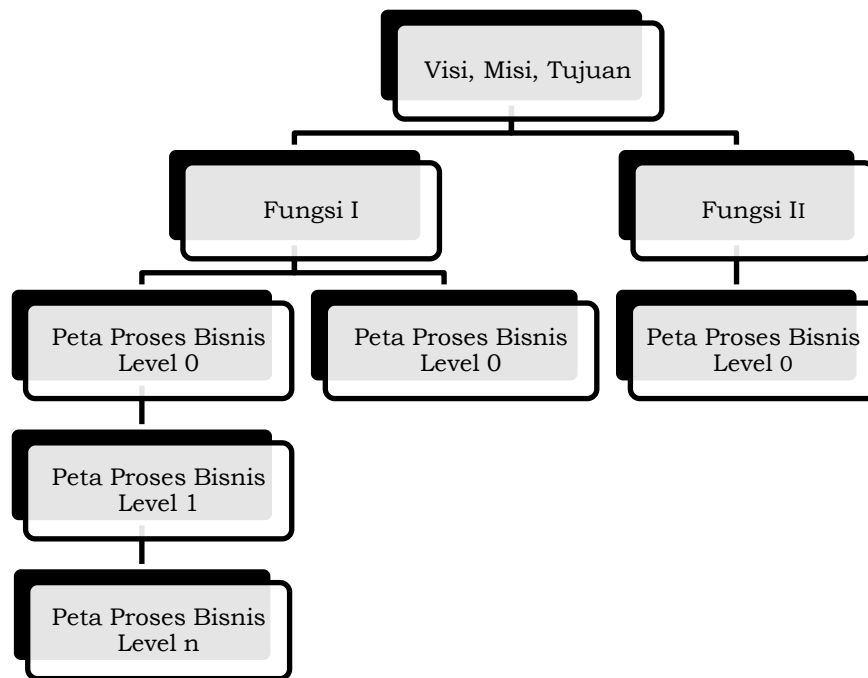 Visi, Misi, Tujuan
Fungsi I
Fungsi II
Peta Proses Bisnis
Level 0
Peta Proses Bisnis
Level 0
Peta Proses Bisnis
Level 0
Peta Proses Bisnis
Level 1
Peta Proses Bisnis
Level n